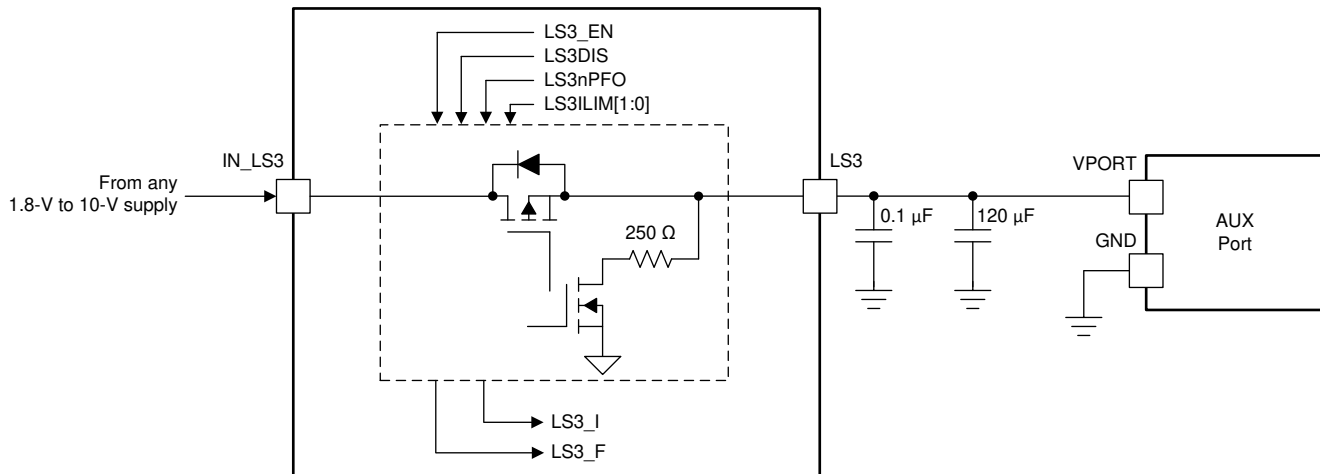 LS3_EN
LS3DIS
LS3nPFO
LS3ILIM[1:0]
IN_LS3
From any
1.8-V to 10-V supply
250 Ω
LS3
0.1 µF
120 µF
VPORT
GND
AUX
Port
LS3_I
LS3_F